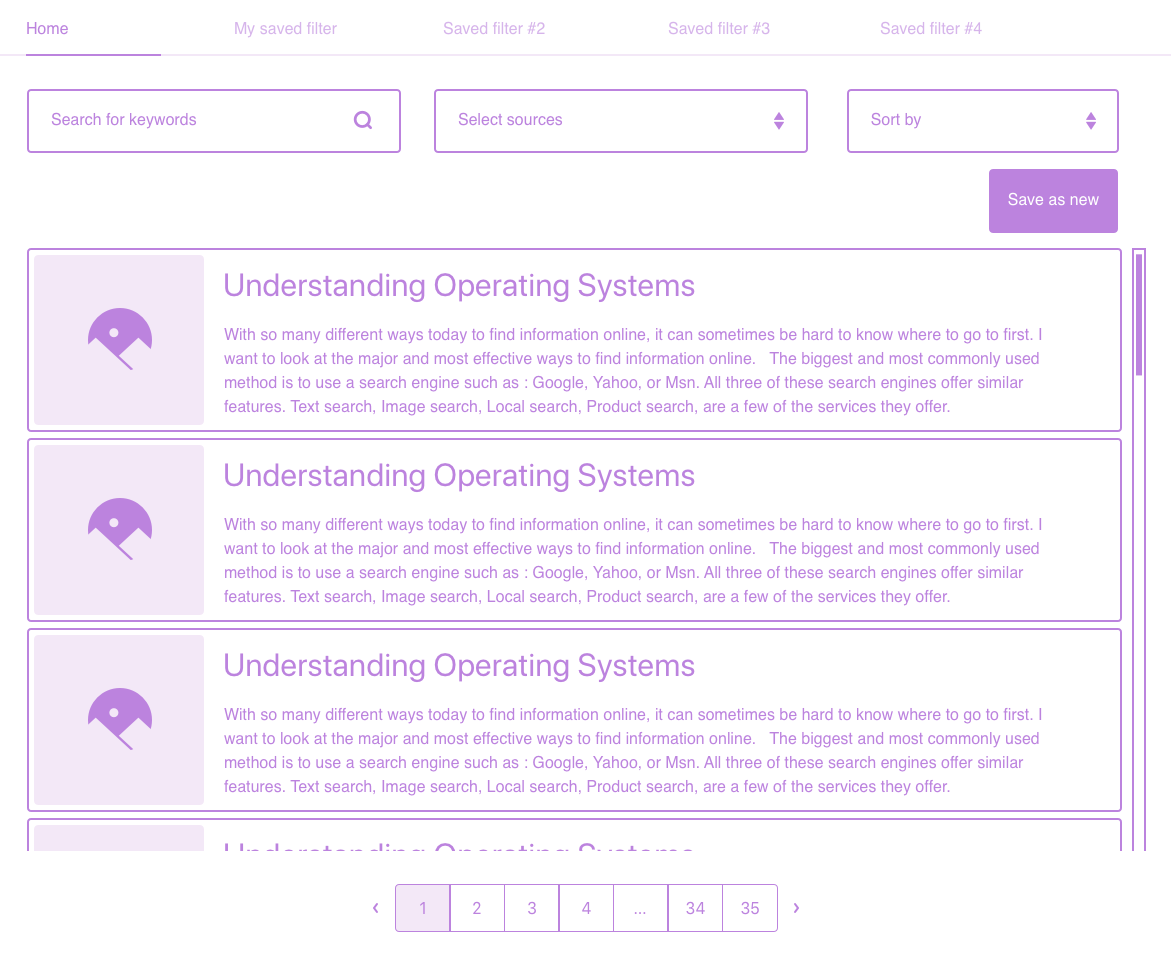 Home
My saved filter
Saved filter #2
Saved filter #3
Saved filter #4
Search for keywords
Select sources
Sort by
Save as new
Understanding Operating Systems
With so many different ways today to find information online, it can sometimes be hard to know where to go to first. I
want to look at the major and most effective ways to find information online.   The biggest and most commonly used
method is to use a search engine such as : Google, Yahoo, or Msn. All three of these search engines offer similar
features. Text search, Image search, Local search, Product search, are a few of the services they offer.
Understanding Operating Systems
With so many different ways today to find information online, it can sometimes be hard to know where to go to first. I
want to look at the major and most effective ways to find information online.   The biggest and most commonly used
method is to use a search engine such as : Google, Yahoo, or Msn. All three of these search engines offer similar
features. Text search, Image search, Local search, Product search, are a few of the services they offer.
Understanding Operating Systems
With so many different ways today to find information online, it can sometimes be hard to know where to go to first. I
want to look at the major and most effective ways to find information online.   The biggest and most commonly used
method is to use a search engine such as : Google, Yahoo, or Msn. All three of these search engines offer similar
features. Text search, Image search, Local search, Product search, are a few of the services they offer.
Understanding Operating Systems
‹ 1 2 3 4 ... 34 35 ›